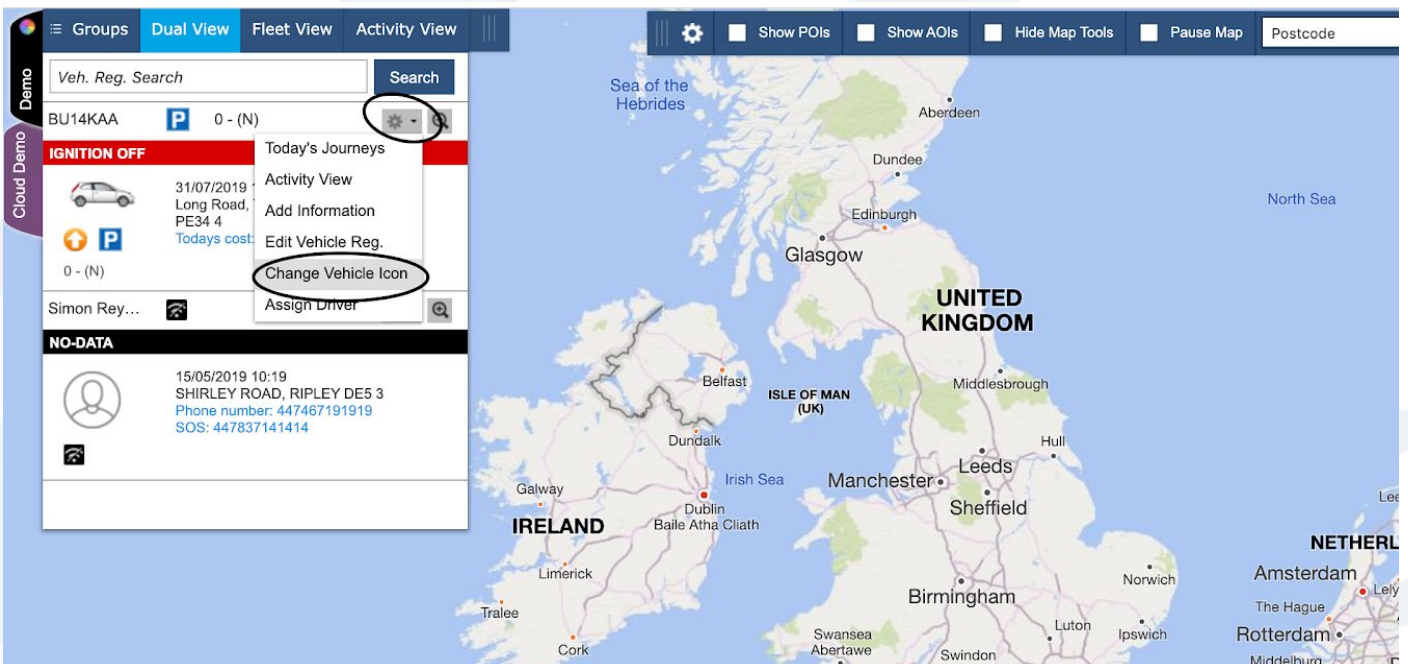 Groups
Dual View
Fleet View
Activity View
Show POIs
Show AOIs
Hide Map Tools
Pause Map
Postcode
Demo
Cloud Demo
Veh. Reg. Search
Search
BU14KAA
P
0 - (N)
IGNITION OFF
31/07/2019
Long Road,
PE34 4
Todays cost:
P
0 - (N)
Today's Journeys
Activity View
Add Information
Edit Vehicle Reg.
Change Vehicle Icon
Assign Driver
Simon Rey...
NO-DATA
15/05/2019 10:19
SHIRLEY ROAD, RIPLEY DE5 3
Phone number: 447467191919
SOS: 447837141414
Sea of the
Hebrides
Aberdeen
Dundee
Edinburgh
Glasgow
North Sea
UNITED
KINGDOM
Belfast
ISLE OF MAN
(UK)
Middlesbrough
Dundalk
Hull
Leeds
Irish Sea
Manchester
Sheffield
Galway
Dublin
Baile Atha Cliath
IRELAND
Limerick
Norwich
Birmingham
Tralee
Cork
Swansea
Abertawe
Luton
Ipswich
Swindon
NETHERL
Amsterdam
Lely
The Hague
Rotterdam
Middelburg
Lee